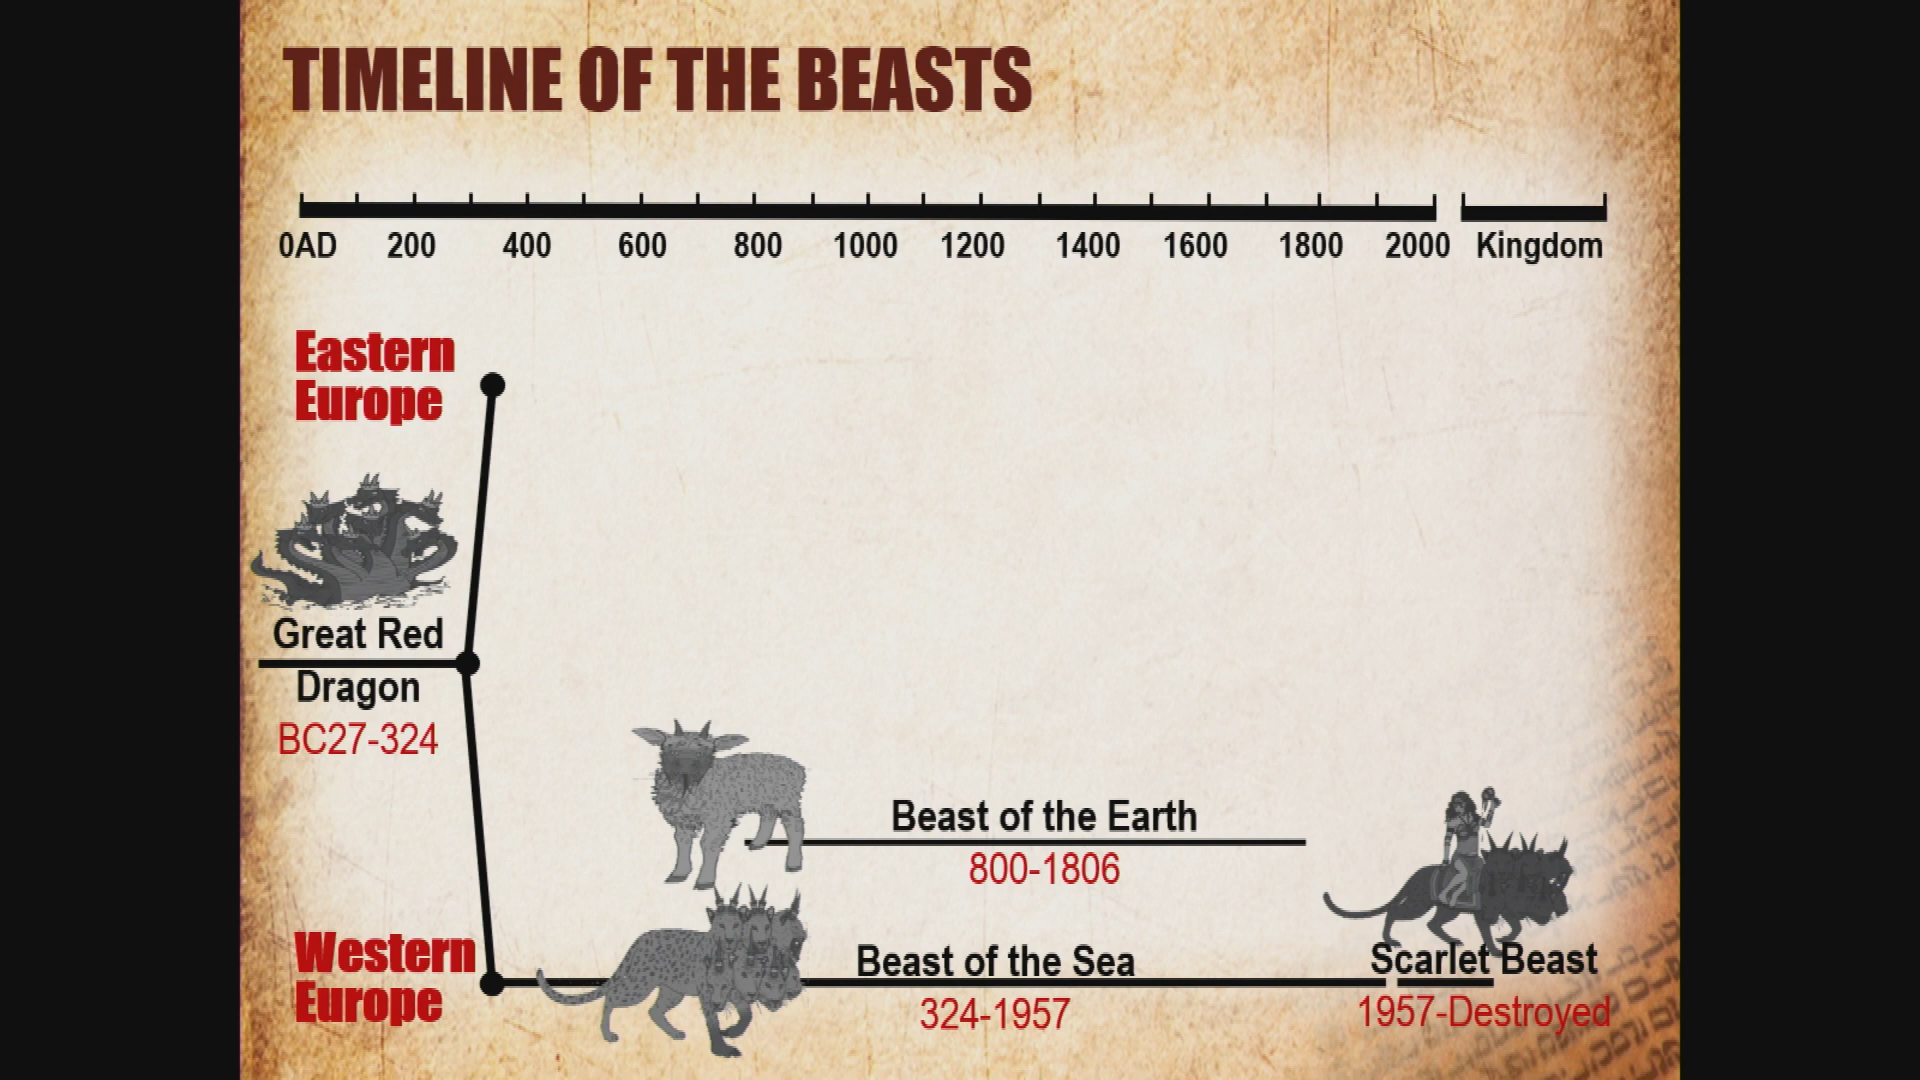 TIMELINE OF THE BEASTS
0AD 200 400 600 800 1000 1200 1400 1600 1800 2000 Kingdom
Eastern
Europe
Great Red
Dragon
BC27-324
Beast of the Earth
800-1806
Western
Europe
Beast of the Sea
324-1957
Scarlet Beast
1957-Destroyed